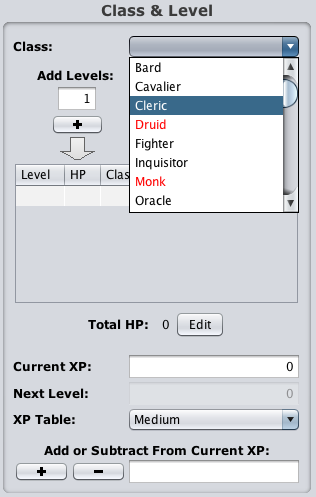 Class & Level
Class:
Bard
Cavalier
Cleric
Druid
Fighter
Inquisitor
Monk
Oracle
Add Levels:
1
+
Level HP Clas
Total HP: 0 Edit
Current XP: 0
Next Level: 0
XP Table: Medium
Add or Subtract From Current XP:
+ −